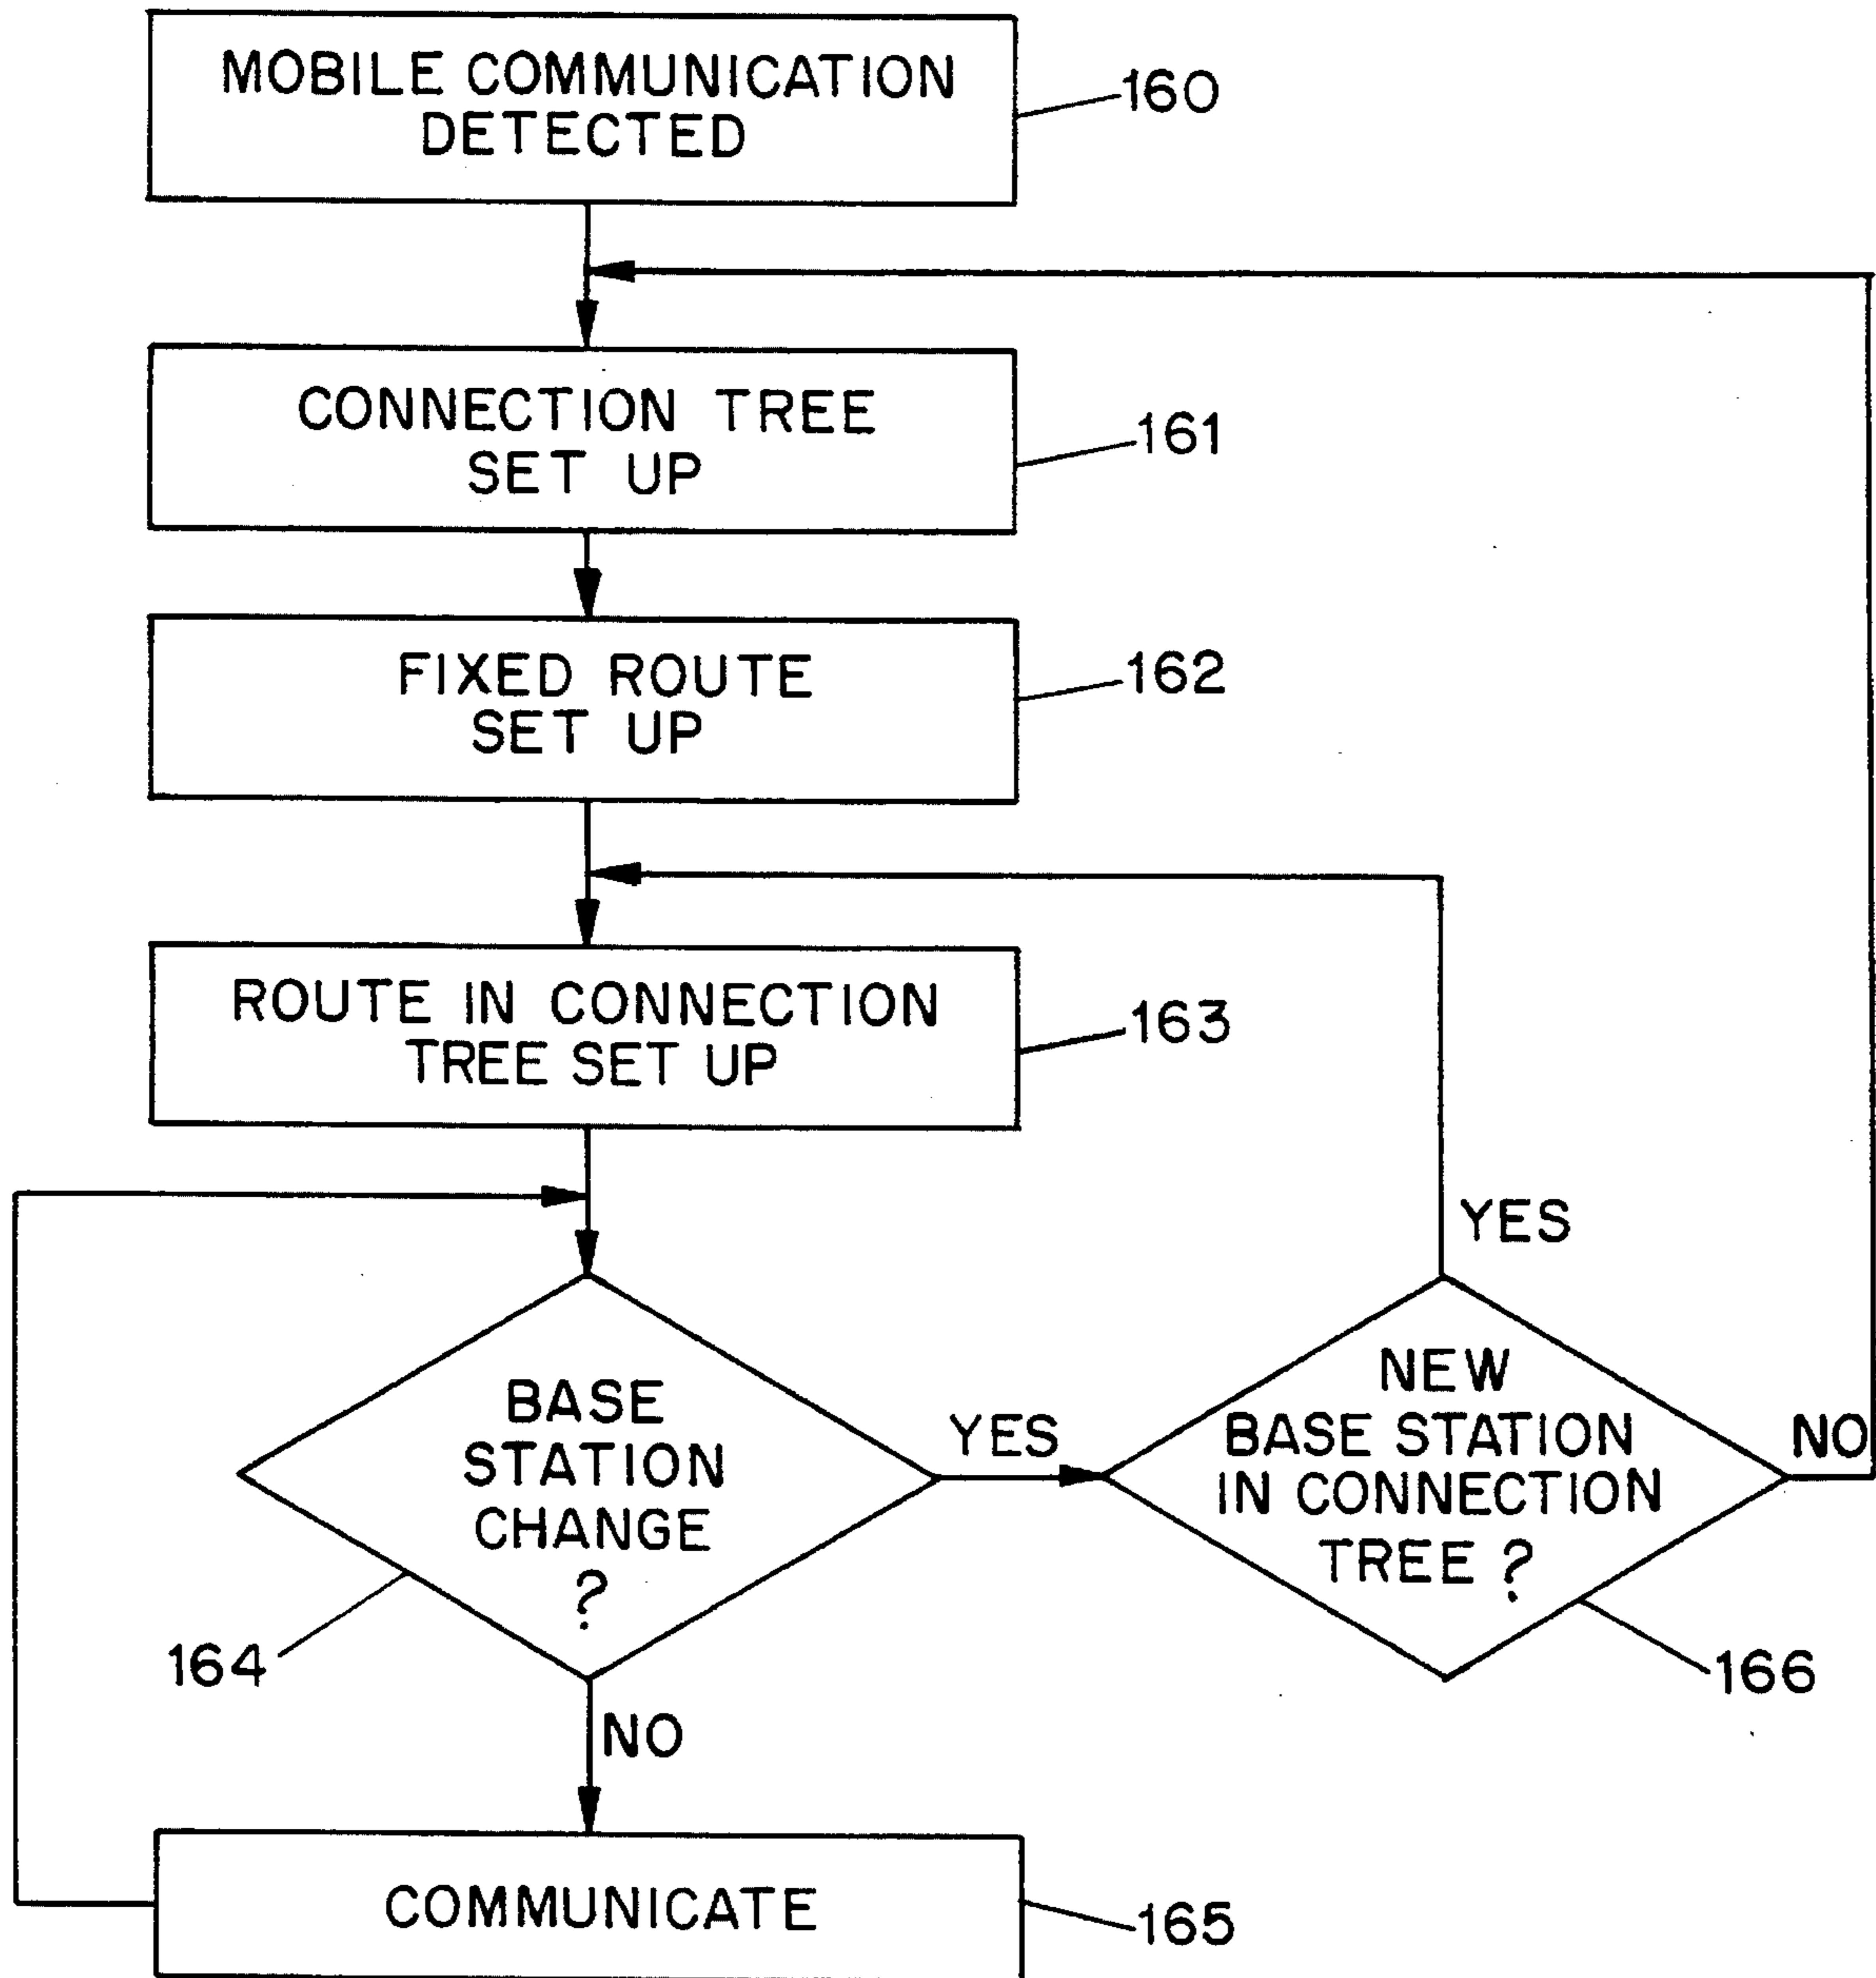 MOBILE COMMUNICATION
DETECTED
160
CONNECTION TREE
SET UP
161
FIXED ROUTE
SET UP
162
ROUTE IN CONNECTION
TREE SET UP
163
BASE
STATION
CHANGE
?
164
YES
NEW
BASE STATION
IN CONNECTION
TREE ?
166
YES
NO
NO
COMMUNICATE
165